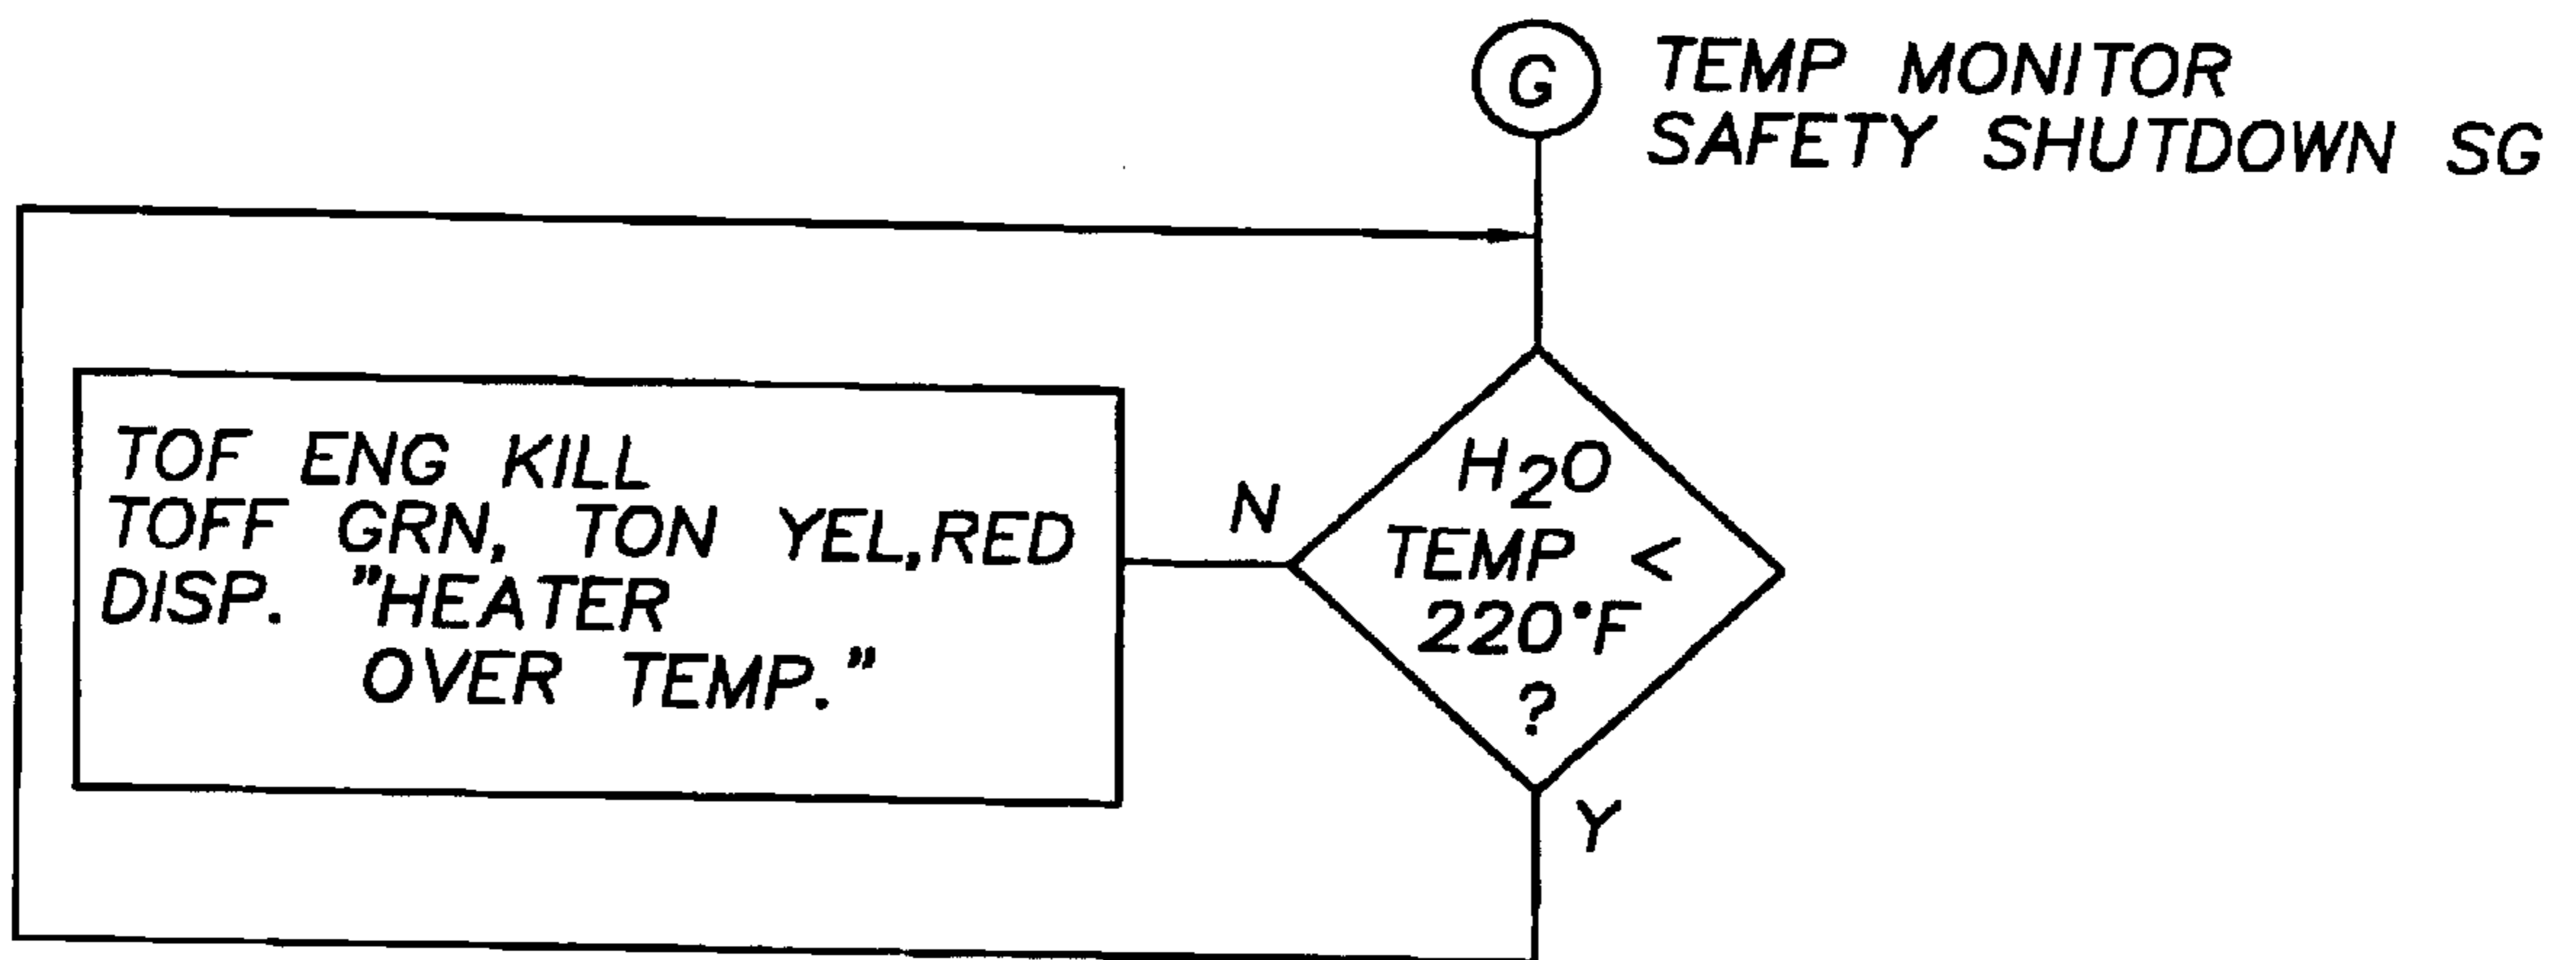 G
TEMP MONITOR
SAFETY SHUTDOWN SG
TOF ENG KILL
TOFF GRN, TON YEL,RED
DISP. "HEATER
OVER TEMP."
N
H2O
TEMP <
220°F
?
Y